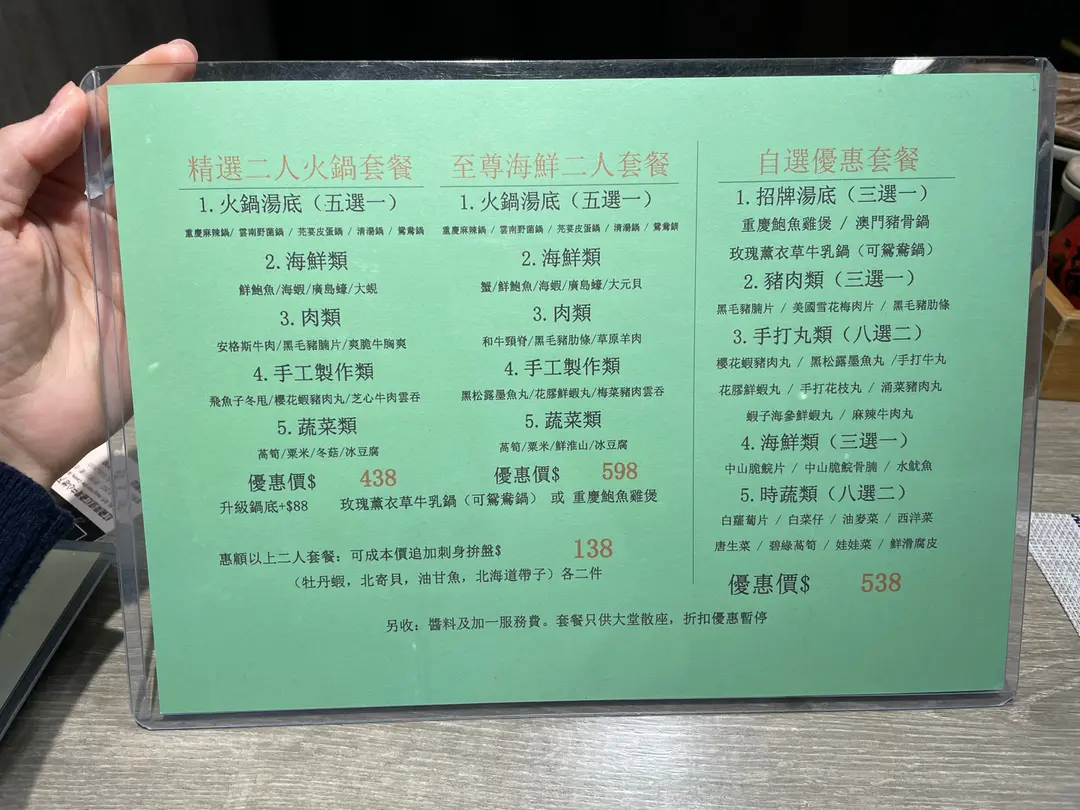 精選二人火鍋套餐
1. 火鍋湯底（五選一）
重慶麻辣鍋/ 雲南野菌鍋 / 芫荽皮蛋鍋 / 清湯鍋 / 鴛鴦鍋
2. 海鮮類
鮮鮑魚/海蝦/廣島蠔/大蜆
3. 肉類
安格斯牛肉/黑毛豬腩片/爽脆牛胸爽
4. 手工製作類
飛魚子冬甩/櫻花蝦豬肉丸/芝心牛肉雲吞
5. 蔬菜類
萵筍/粟米/冬菇/冰豆腐
優惠價$ 438
至尊海鮮二人套餐
1. 火鍋湯底（五選一）
重慶麻辣鍋/ 雲南野菌鍋 / 芫荽皮蛋鍋 / 清湯鍋 / 鴛鴦鍋
2. 海鮮類
蟹/鮮鮑魚/海蝦/廣島蠔/大元貝
3. 肉類
和牛頸脊/黑毛豬肋條/草原羊肉
4. 手工製作類
黑松露墨魚丸/花膠鮮蝦丸/梅菜豬肉雲吞
5. 蔬菜類
萵筍/粟米/鮮淮山/冰豆腐
優惠價$ 598
升級鍋底+$88 玫瑰薰衣草牛乳鍋（可鴛鴦鍋） 或 重慶鮑魚雞煲
惠顧以上二人套餐: 可成本價追加刺身拚盤$ 138
（牡丹蝦, 北寄貝, 油甘魚, 北海道帶子）各二件
自選優惠套餐
1. 招牌湯底（三選一）
重慶鮑魚雞煲 / 澳門豬骨鍋
玫瑰薰衣草牛乳鍋（可鴛鴦鍋）
2. 豬肉類（三選一）
黑毛豬腩片 / 美國雪花梅肉片 / 黑毛豬肋條
3. 手打丸類（八選二）
櫻花蝦豬肉丸 / 黑松露墨魚丸 /手打牛丸
花膠鮮蝦丸 / 手打花枝丸 / 涌菜豬肉丸
蝦子海參鮮蝦丸 / 麻辣牛肉丸
4. 海鮮類（三選一）
中山脆鯇片 / 中山脆鯇骨腩 / 水魷魚
5. 時蔬類（八選二）
白蘿蔔片 / 白菜仔 / 油麥菜 / 西洋菜
唐生菜 / 碧綠萵筍 / 娃娃菜 / 鮮滑腐皮
優惠價$ 538
另收: 醬料及加一服務費。套餐只供大堂散座, 折扣優惠暫停